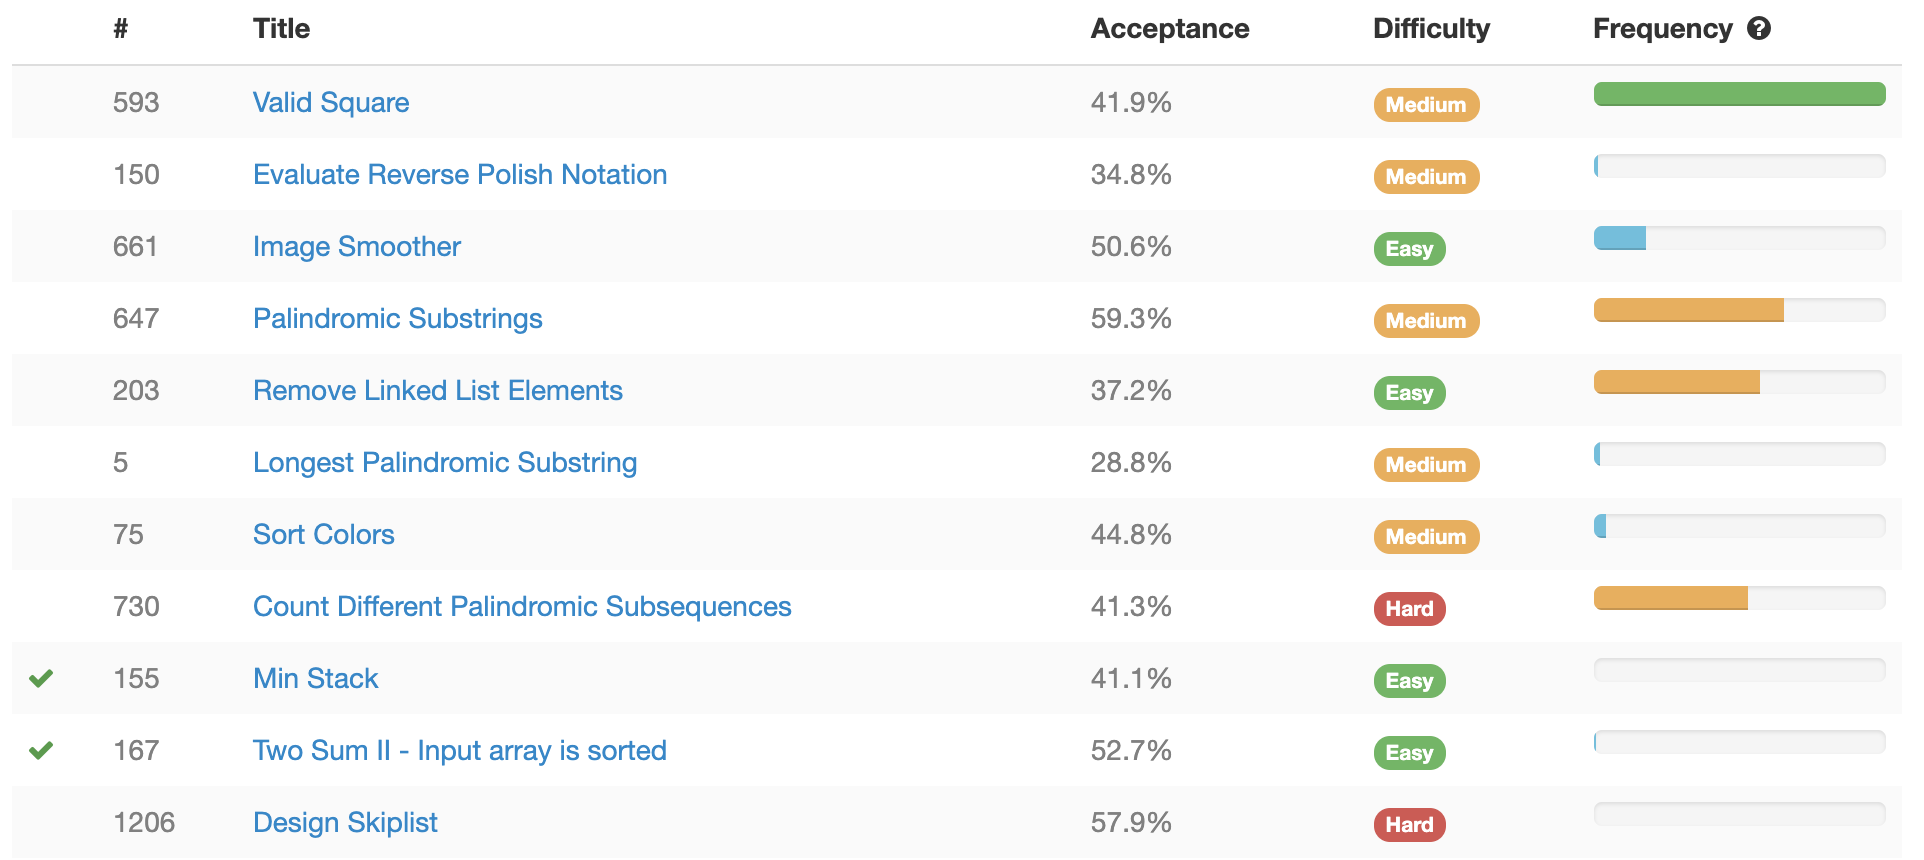 # Title Acceptance Difficulty Frequency ?
593 Valid Square 41.9% Medium
150 Evaluate Reverse Polish Notation 34.8% Medium
661 Image Smoother 50.6% Easy
647 Palindromic Substrings 59.3% Medium
203 Remove Linked List Elements 37.2% Easy
5 Longest Palindromic Substring 28.8% Medium
75 Sort Colors 44.8% Medium
730 Count Different Palindromic Subsequences 41.3% Hard
155 Min Stack 41.1% Easy
167 Two Sum II - Input array is sorted 52.7% Easy
1206 Design Skiplist 57.9% Hard